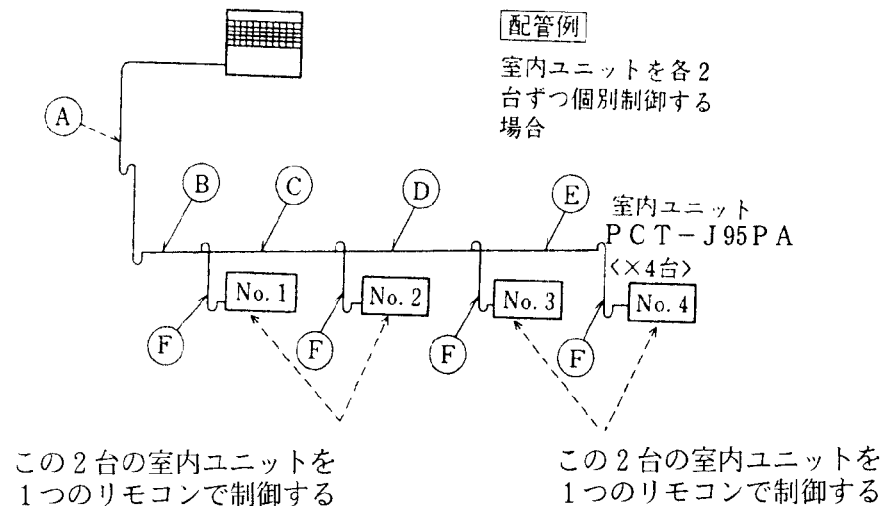 配管例
室内ユニットを各2
台ずつ個別制御する
場合
A
B
C
D
E
室内ユニット
PCT-J95PA
〈×4台〉
No.1
No.2
No.3
No.4
F
F
F
F
この2台の室内ユニットを
1つのリモコンで制御する
この2台の室内ユニットを
1つのリモコンで制御する